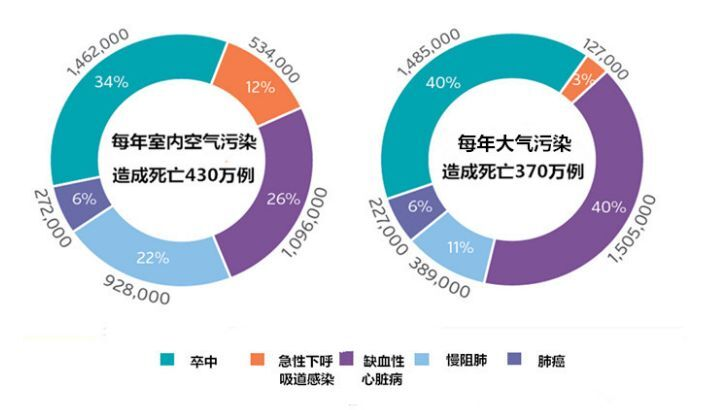 1,462,000
534,000
34%
12%
每年室内空气污染
造成死亡430万例
6%
26%
272,000
22%
1,096,000
928,000
1,485,000
127,000
40%
3%
每年大气污染
造成死亡370万例
6%
40%
227,000
11%
1,505,000
389,000
卒中
急性下呼
吸道感染
缺血性
心脏病
慢阻肺
肺癌